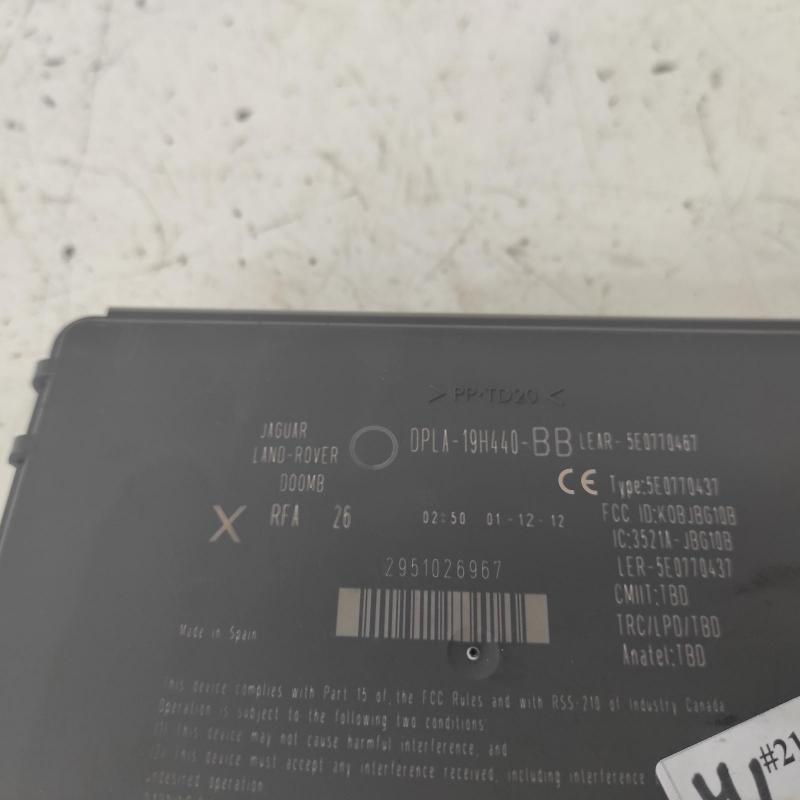 >PP-TD20<
JAGUAR
LAND-ROVER
D00MB
DPLA-19H440-BB LEAR-5E0770467
X RFA 26 02:50 01-12-12
CE Type:5E0770437
FCC ID:KOBJBG10B
IC:3521A-JBG10B
LER-5E0770437
CMIIT:TBD
TRC/LPD/TBD
Anatel:TBD
2951026967
Made in Spain
This device complies with Part 15 of the FCC Rules and with RSS-210 of Industry Canada
Operation is subject to the following two conditions:
(1) This device may not cause harmful interference, and
(2) This device must accept any interference received, including interference
undesired operation
#21